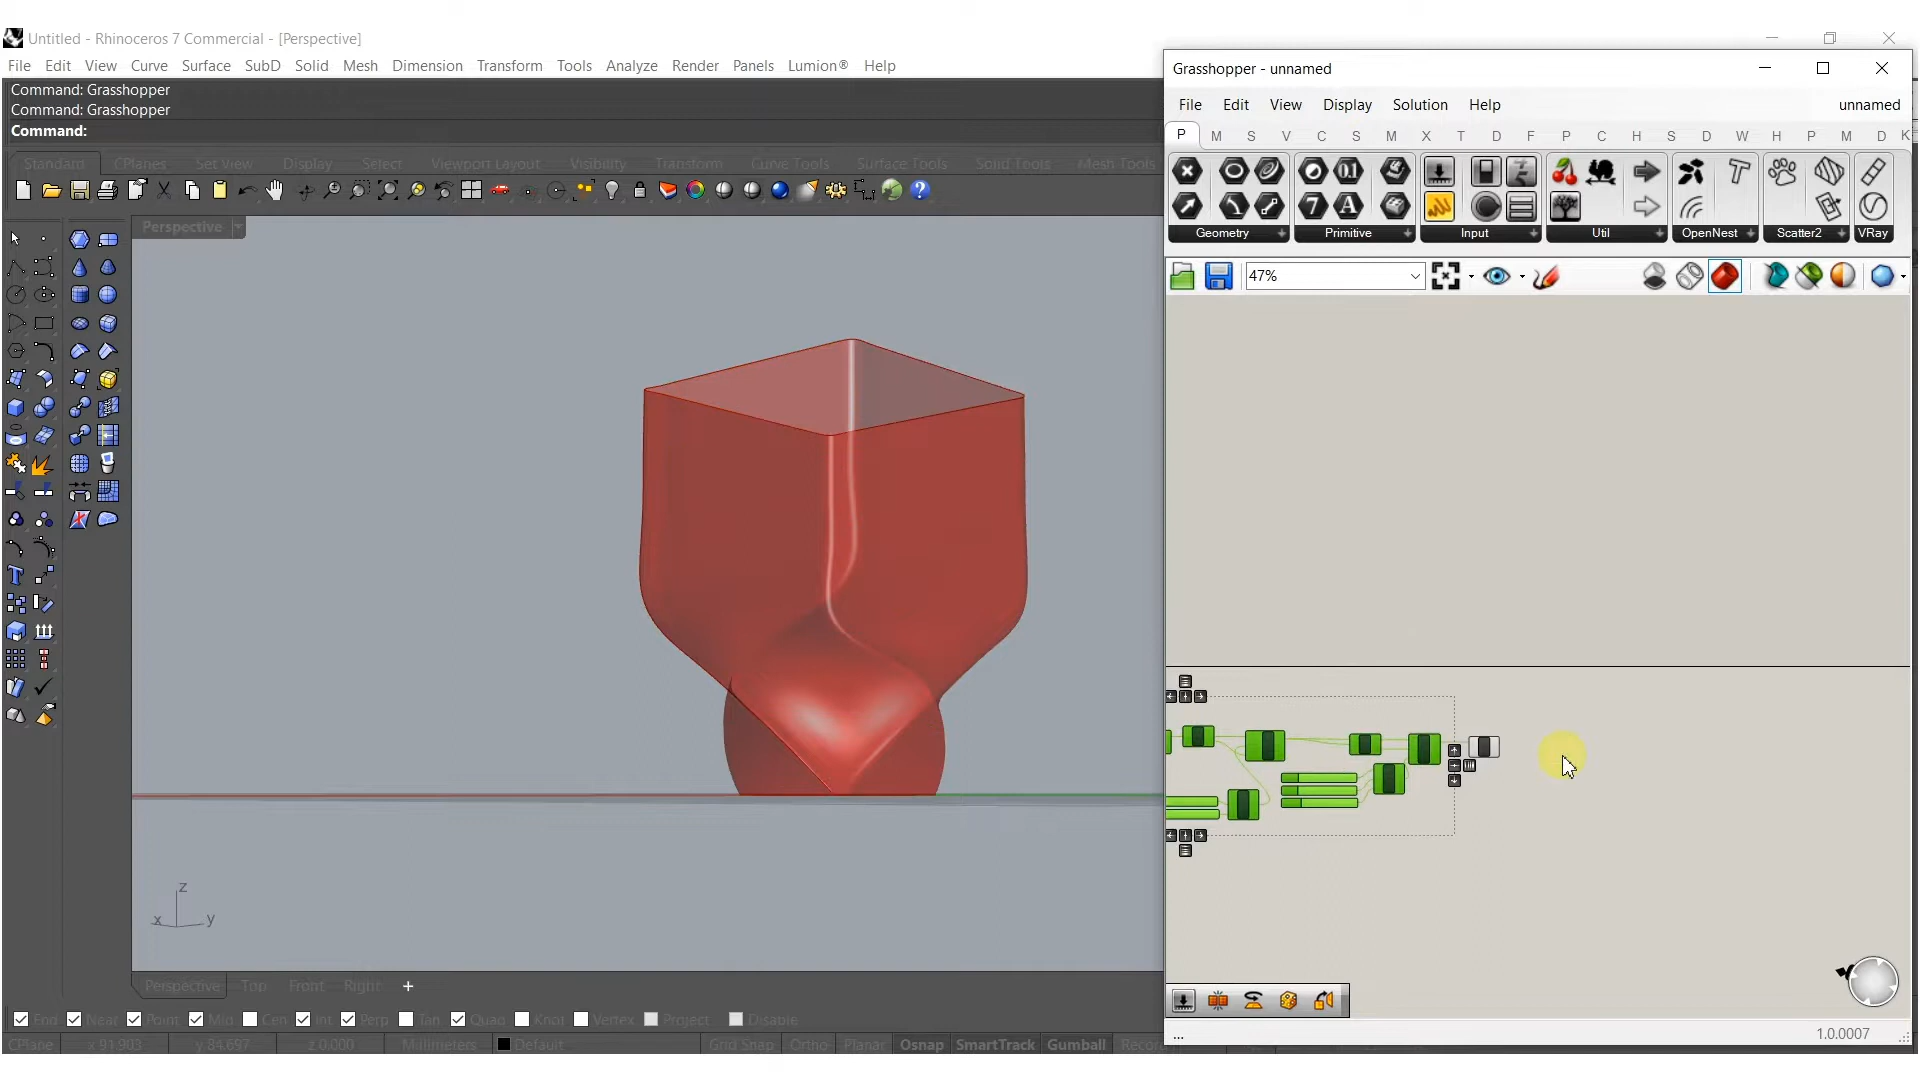 Untitled - Rhinoceros 7 Commercial - [Perspective]
File Edit View Curve Surface SubD Solid Mesh Dimension Transform Tools Analyze Render Panels Lumion® Help
Command: Grasshopper
Command: Grasshopper
Command:
Standard CPlanes Set View Display Select Viewport Layout Visibility Transform Curve Tools Surface Tools Solid Tools Mesh Tools
Perspective
z
x y
Perspective Top Front Right +
End Near Point Mid Cen Int Perp Tan Quad Knot Vertex Project Disable
CPlane x 91.903 y 84.697 z 0.000 Millimeters Default Grid Snap Ortho Planar Osnap SmartTrack Gumball Record
Grasshopper - unnamed
File Edit View Display Solution Help unnamed
P M S V C S M X T D F P C H S D W H P M D K
Geometry Primitive Input Util OpenNest Scatter2 VRay
47%
...
1.0.0007